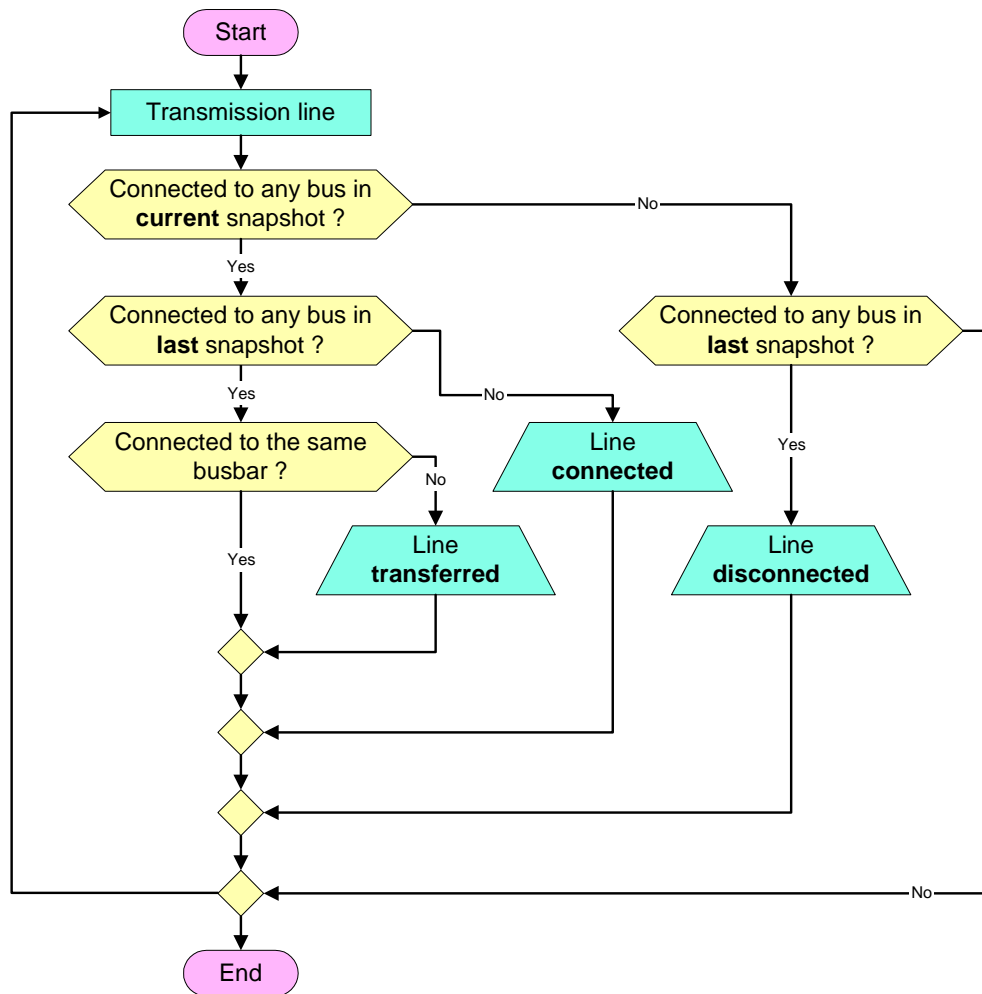 Start
Transmission line
Connected to any bus in
current snapshot ?
No
Yes
Connected to any bus in
last snapshot ?
Connected to any bus in
last snapshot ?
Yes
No
Connected to the same
busbar ?
Line
connected
Yes
No
Line
transferred
Line
disconnected
Yes
No
End